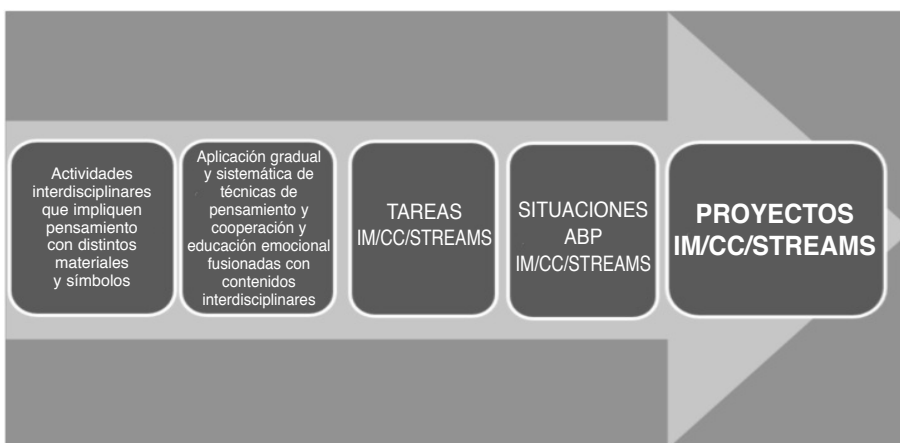 Actividades
interdisciplinares
que impliquen
pensamiento
con distintos
materiales
y símbolos
Aplicación gradual
y sistemática de
técnicas de
pensamiento y
cooperación y
educación emocional
fusionadas con
contenidos
interdisciplinares
TAREAS
IM/CC/STREAMS
SITUACIONES
ABP
IM/CC/STREAMS
PROYECTOS
IM/CC/STREAMS